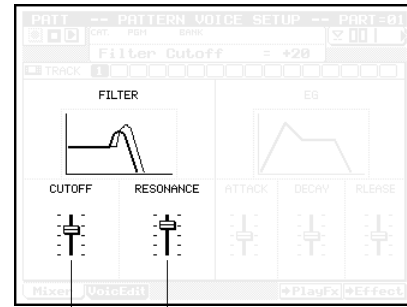 PATT -- PATTERN VOICE SETUP -- PART=01
CAT. PGM BANK
Filter Cutoff = +20
TRACK 1
FILTER EG
CUTOFF RESONANCE ATTACK DECAY RLEASE
Mixer VoicEdit →PlayFx →Effect